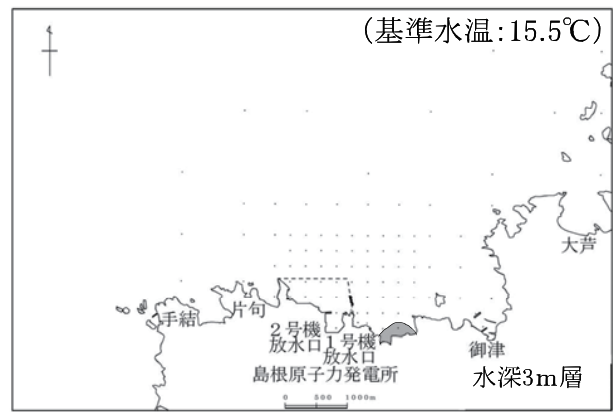 (基準水温:15.5℃)
大芦
片句
手結
2号機
放水口
1号機
放水口
御津
島根原子力発電所
水深3m層
0 500 1000m